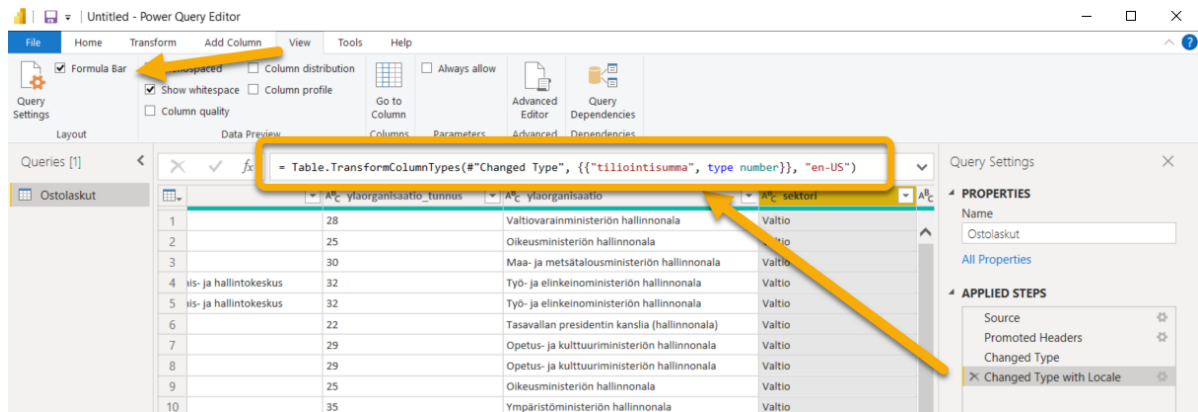 Untitled - Power Query Editor
File Home Transform Add Column View Tools Help
Formula Bar
Column distribution
Always allow
Show whitespace
Column profile
Column quality
Query Settings
Go to Column
Advanced Editor
Query Dependencies
Layout
Data Preview
Columns
Parameters
Advanced
Dependencies
Queries [1]
Ostolaskut
fx
= Table.TransformColumnTypes(#"Changed Type", {{"tiliointisumma", type number}}, "en-US")
ABC ylaorganisaatio_tunnus ABC ylaorganisaatio ABC sektori ABC
1 28 Valtiovarainministeriön hallinnonala Valtio
2 25 Oikeusministeriön hallinnonala Valtio
3 30 Maa- ja metsätalousministeriön hallinnonala Valtio
4 is- ja hallintokeskus 32 Työ- ja elinkeinoministeriön hallinnonala Valtio
5 is- ja hallintokeskus 32 Työ- ja elinkeinoministeriön hallinnonala Valtio
6 22 Tasavallan presidentin kanslia (hallinnonala) Valtio
7 29 Opetus- ja kulttuuriministeriön hallinnonala Valtio
8 29 Opetus- ja kulttuuriministeriön hallinnonala Valtio
9 25 Oikeusministeriön hallinnonala Valtio
10 35 Ympäristöministeriön hallinnonala Valtio
Query Settings
PROPERTIES
Name
Ostolaskut
All Properties
APPLIED STEPS
Source
Promoted Headers
Changed Type
Changed Type with Locale